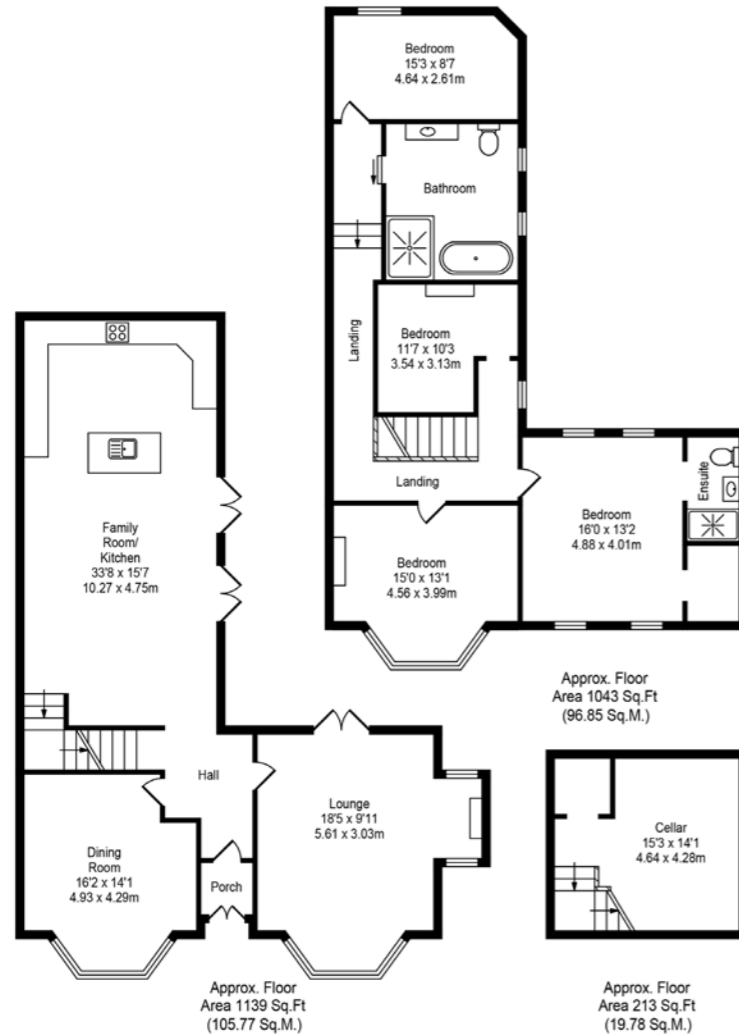 Bedroom
15'3 x 8'7
4.64 x 2.61m
Bathroom
Landing
Bedroom
11'7 x 10'3
3.54 x 3.13m
Landing
Bedroom
16'0 x 13'2
4.88 x 4.01m
Ensuite
Bedroom
15'0 x 13'1
4.56 x 3.99m
Approx. Floor
Area 1043 Sq.Ft
(96.85 Sq.M.)
Family
Room/
Kitchen
33'8 x 15'7
10.27 x 4.75m
Hall
Lounge
18'5 x 9'11
5.61 x 3.03m
Dining
Room
16'2 x 14'1
4.93 x 4.29m
Porch
Approx. Floor
Area 1139 Sq.Ft
(105.77 Sq.M.)
Cellar
15'3 x 14'1
4.64 x 4.28m
Approx. Floor
Area 213 Sq.Ft
(19.78 Sq.M.)